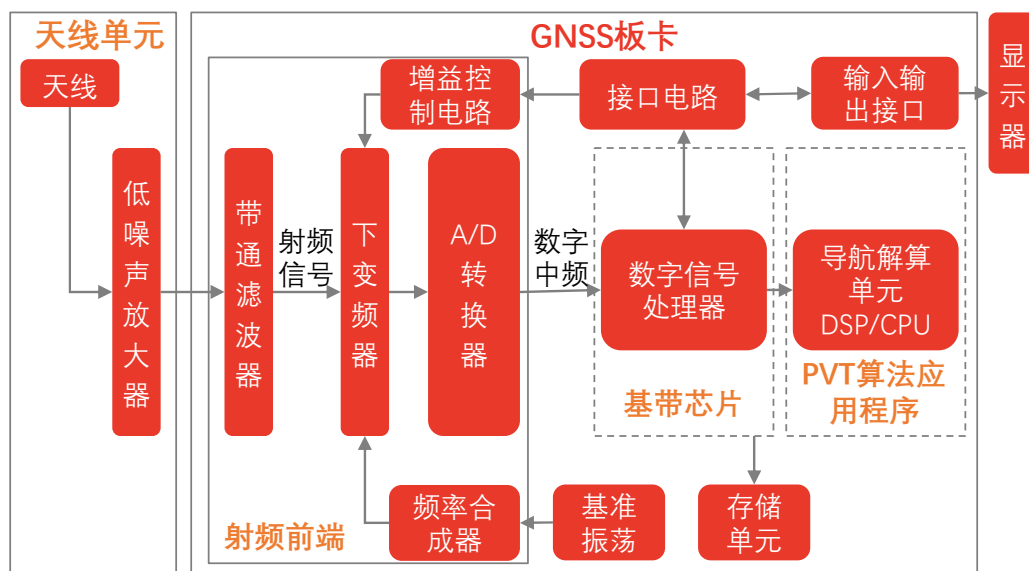 天线单元
GNSS板卡
天线
增益控
制电路
接口电路
输入输
出接口
显
示
器
低
噪
声
放
大
器
带
通
滤
波
器
射频
信号
下
变
频
器
A/D
转
换
器
数字
中频
数字信号
处理器
导航解算
单元
DSP/CPU
基带芯片
PVT算法应
用程序
射频前端
频率合
成器
基准
振荡
存储
单元